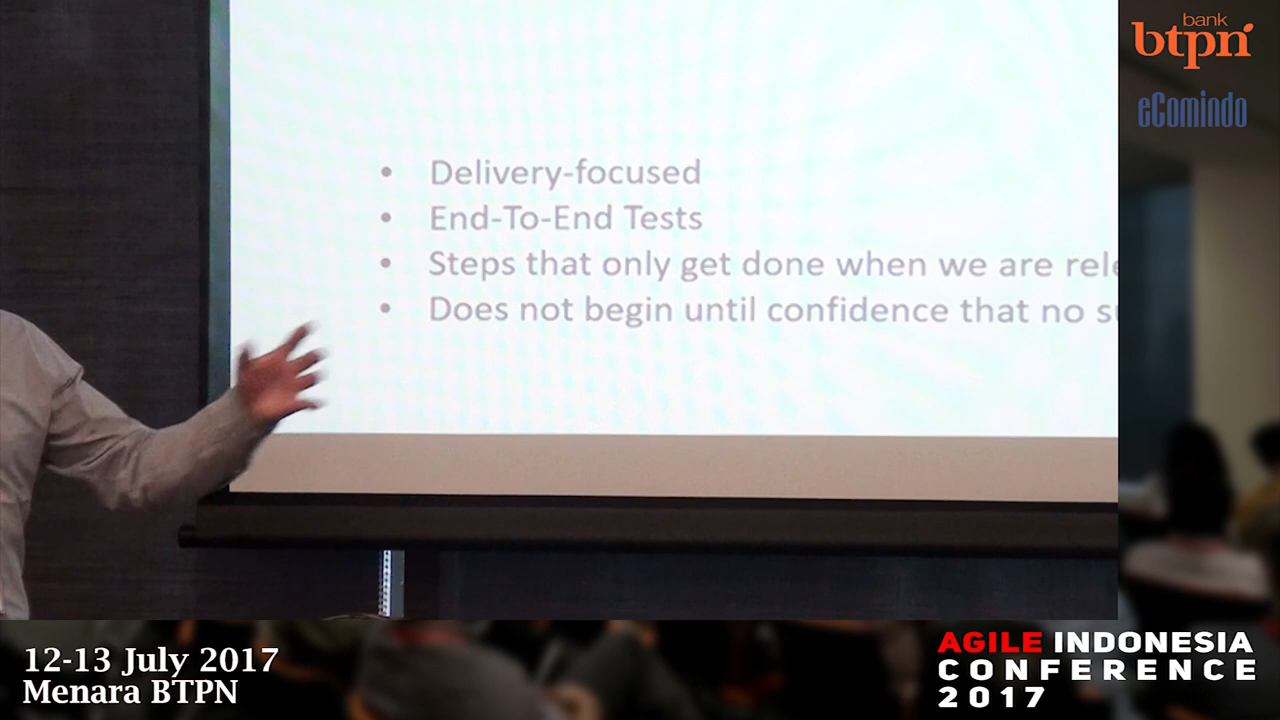 bank
btpn
eComindo
• Delivery-focused
• End-To-End Tests
• Steps that only get done when we are
• Does not begin until confidence that no
12-13 July 2017
Menara BTPN
AGILE INDONESIA
CONFERENCE
2017